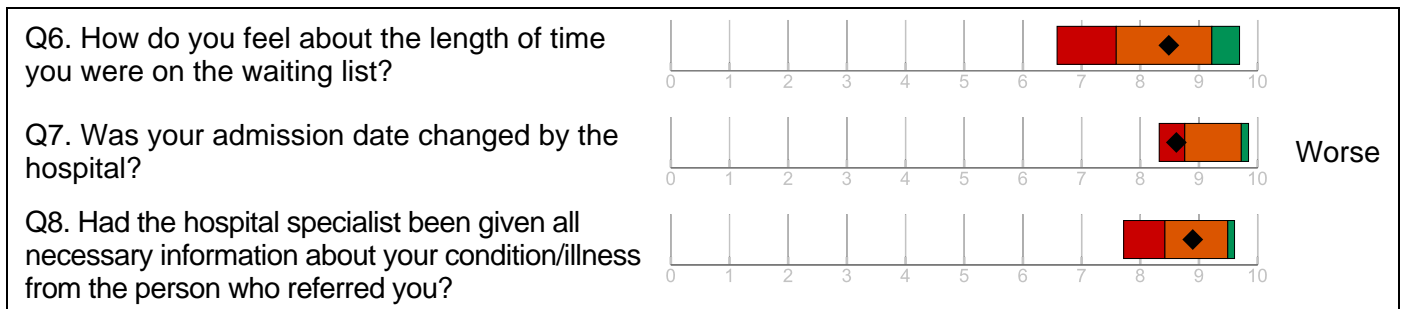 Q6. How do you feel about the length of time
you were on the waiting list?
0 1 2 3 4 5 6 7 8 9 10
Q7. Was your admission date changed by the
hospital?
Worse
0 1 2 3 4 5 6 7 8 9 10
Q8. Had the hospital specialist been given all
necessary information about your condition/illness
from the person who referred you?
0 1 2 3 4 5 6 7 8 9 10